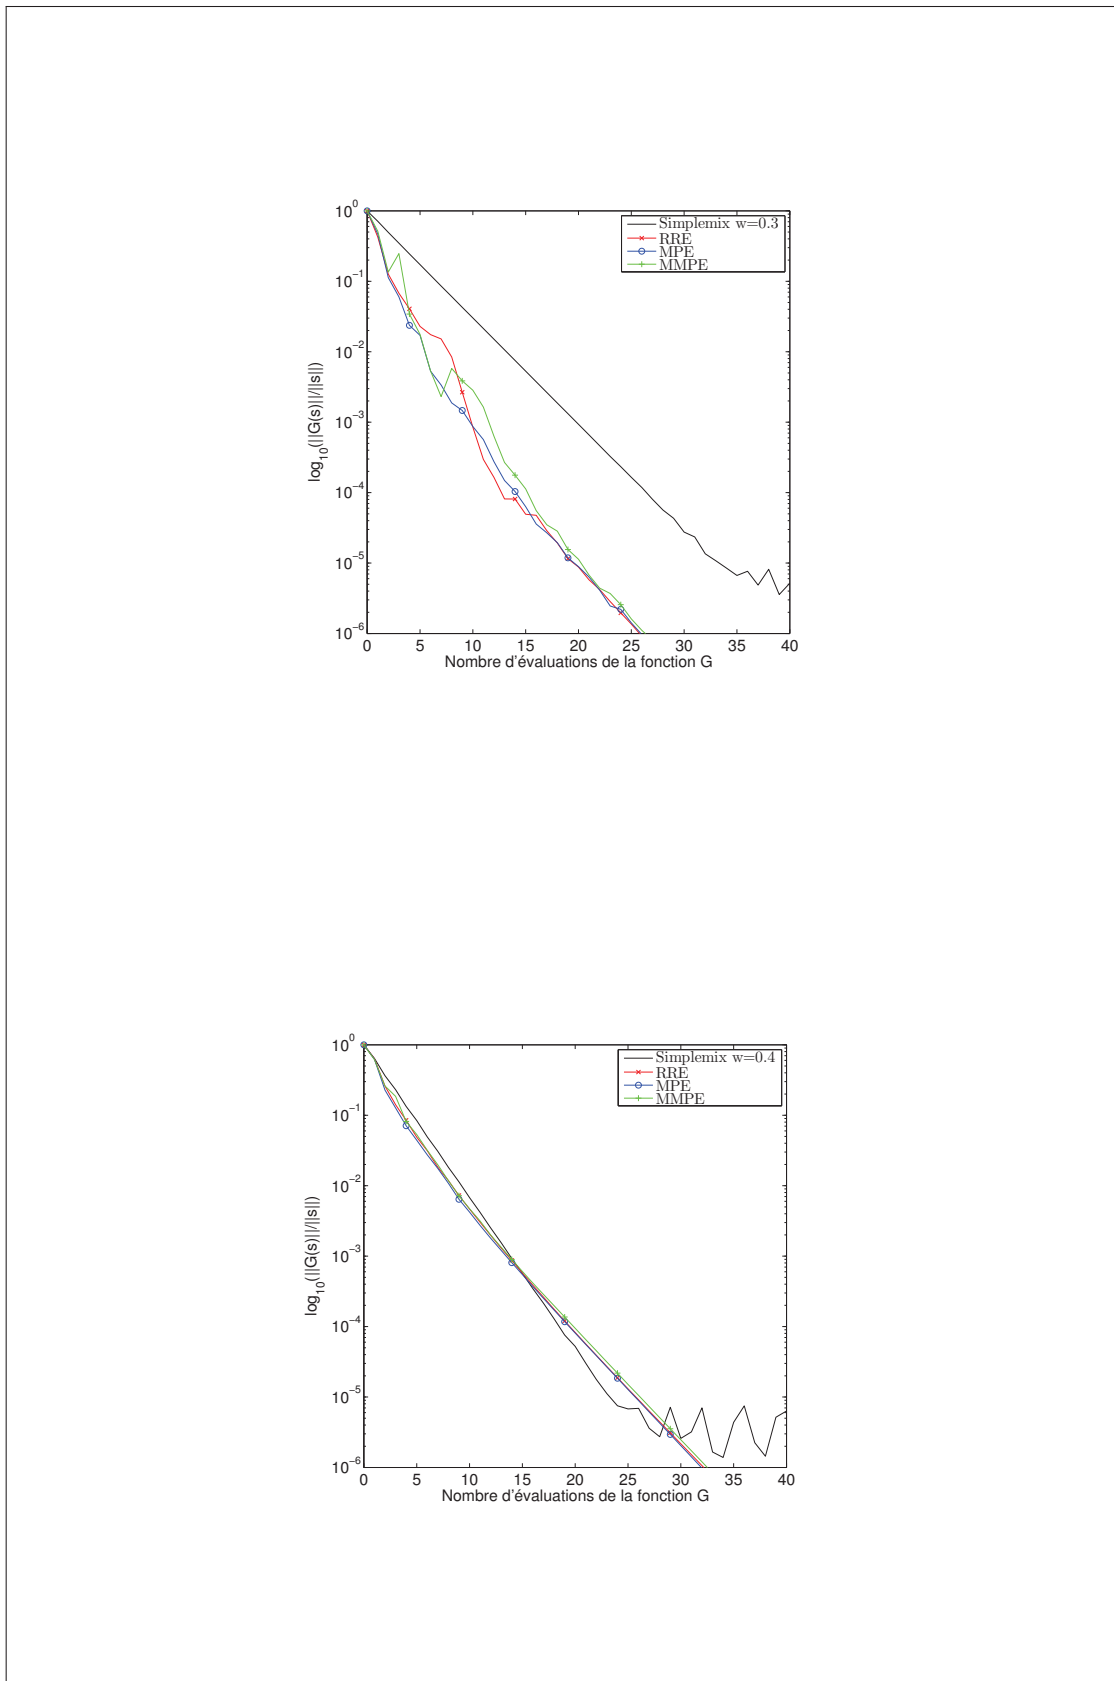 10^0
10^-1
10^-2
10^-3
10^-4
10^-5
10^-6
log_10(||G(s)||/||s||)
Simplemix w=0.3
RRE
MPE
MMPE
0 5 10 15 20 25 30 35 40
Nombre d'évaluations de la fonction G
10^0
10^-1
10^-2
10^-3
10^-4
10^-5
10^-6
log_10(||G(s)||/||s||)
Simplemix w=0.4
RRE
MPE
MMPE
0 5 10 15 20 25 30 35 40
Nombre d'évaluations de la fonction G